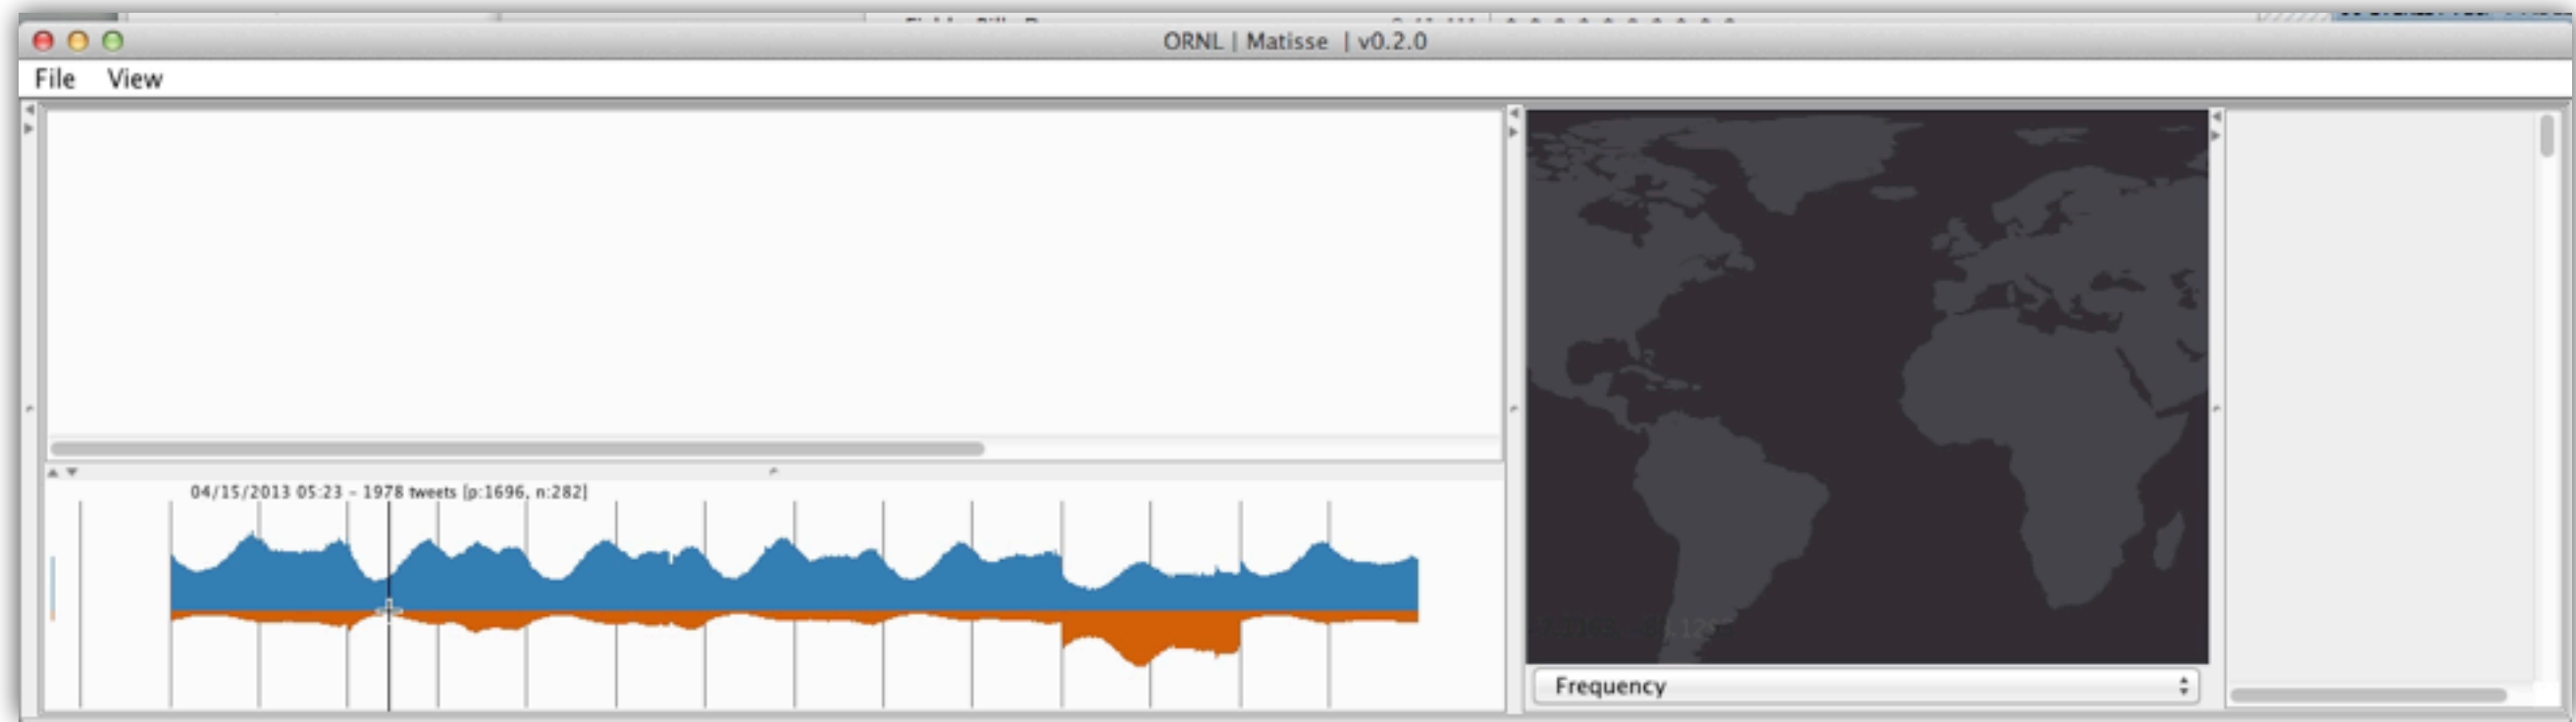 ORNL | Matisse | v0.2.0
File View
04/15/2013 05:23 - 1978 tweets [p:1696, n:282]
Frequency